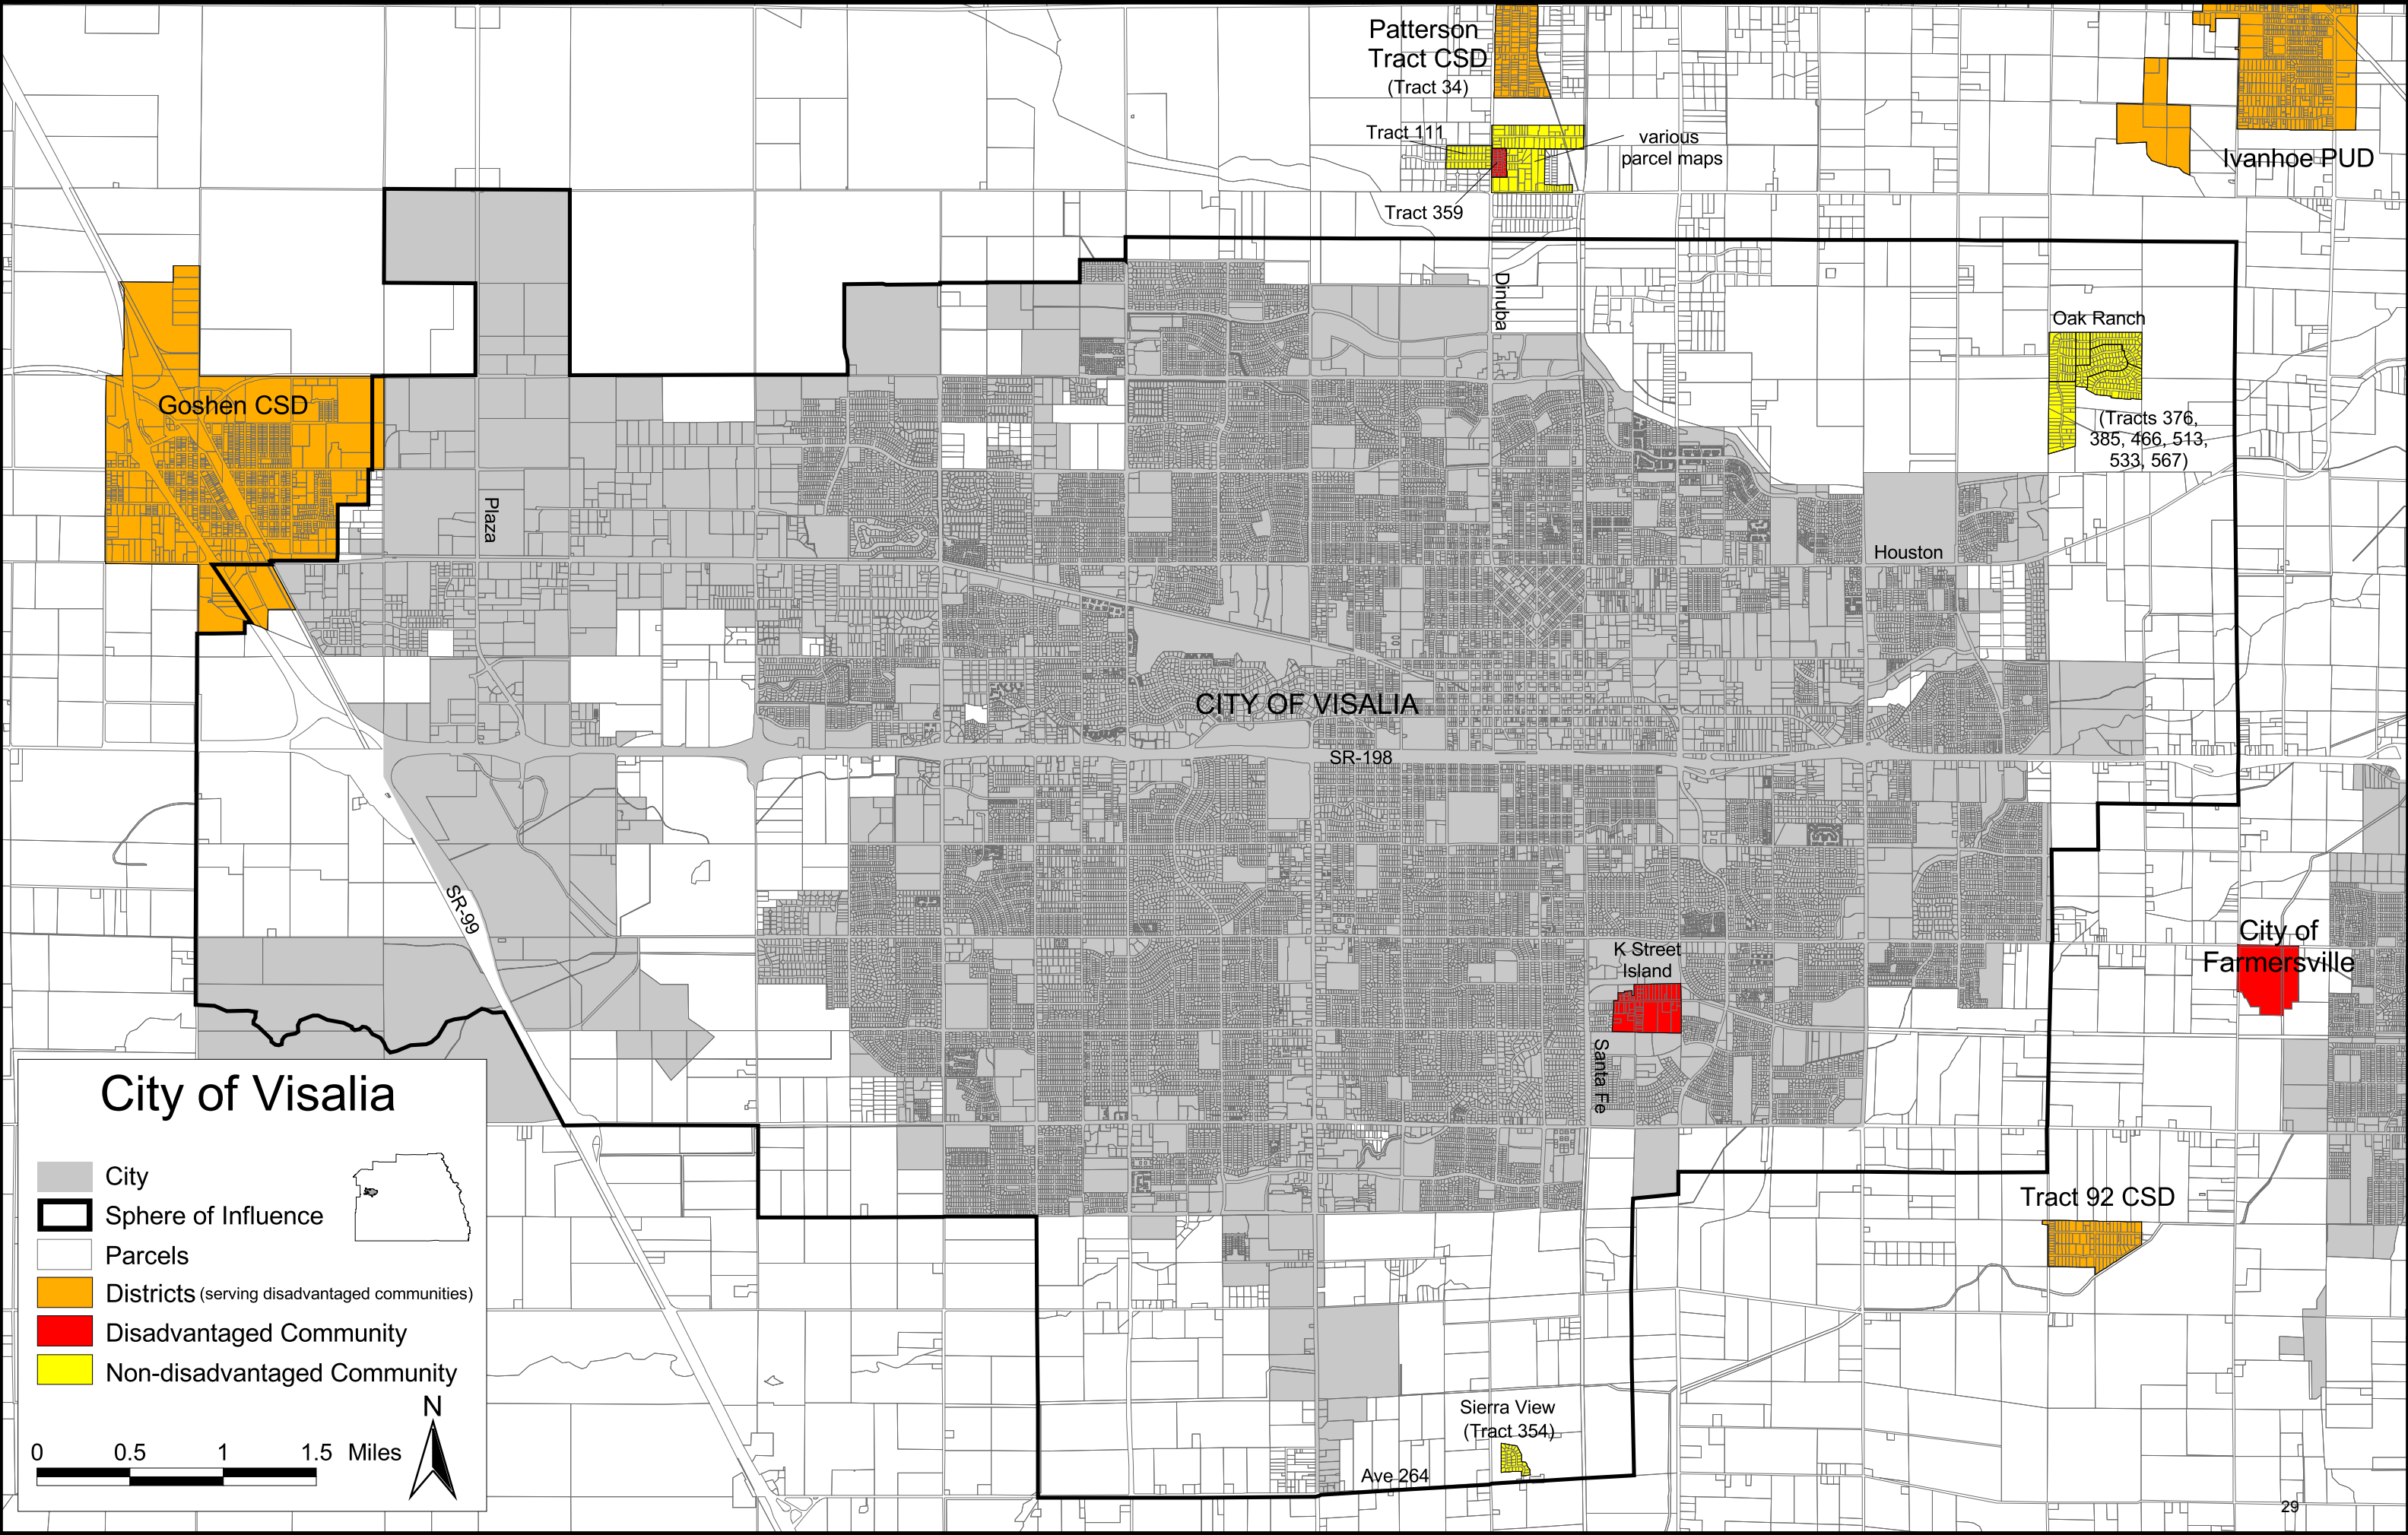 Patterson
Tract CSD
(Tract 34)
Tract 111
various
parcel maps
Ivanhoe PUD
Tract 359
Dinuba
Oak Ranch
(Tracts 376,
385, 466, 513,
533, 567)
Goshen CSD
Plaza
Houston
CITY OF VISALIA
SR-198
SR-99
City of
Farmersville
K Street
Island
Santa Fe
City of Visalia
City
Sphere of Influence
Parcels
Districts (serving disadvantaged communities)
Disadvantaged Community
Non-disadvantaged Community
N
0 0.5 1 1.5 Miles
Tract 92 CSD
Sierra View
(Tract 354)
Ave 264
29